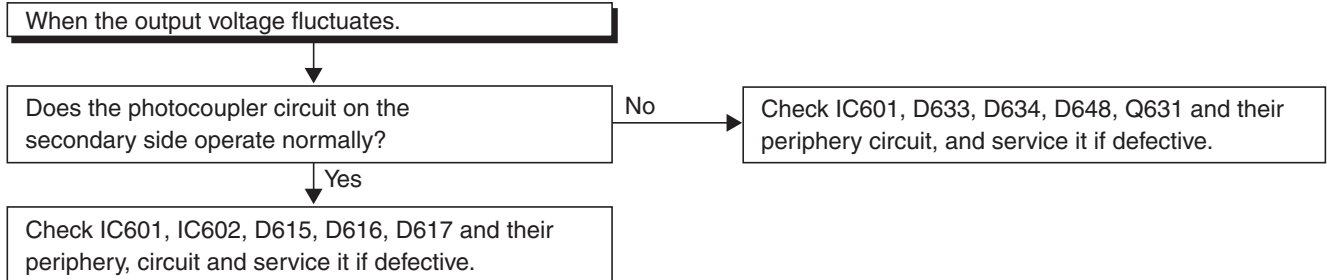 When the output voltage fluctuates.
Does the photocoupler circuit on the
secondary side operate normally?
No
Check IC601, D633, D634, D648, Q631 and their
periphery circuit, and service it if defective.
Yes
Check IC601, IC602, D615, D616, D617 and their
periphery, circuit and service it if defective.